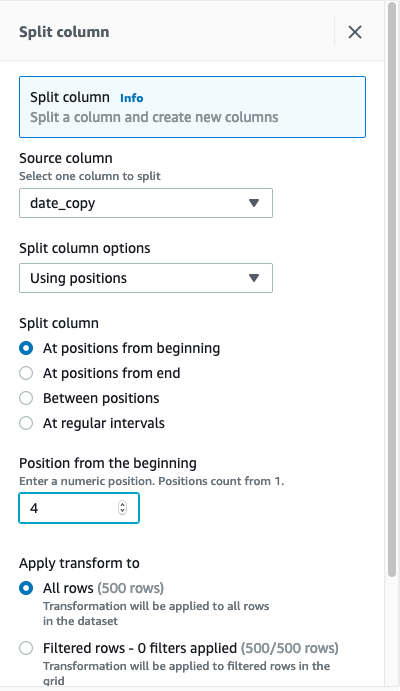 Split column
Split column Info
Split a column and create new columns
Source column
Select one column to split
date_copy
Split column options
Using positions
Split column
At positions from beginning
At positions from end
Between positions
At regular intervals
Position from the beginning
Enter a numeric position. Positions count from 1.
4
Apply transform to
All rows (500 rows)
Transformation will be applied to all rows
in the dataset
Filtered rows - 0 filters applied (500/500 rows)
Transformation will be applied to filtered rows in the
grid